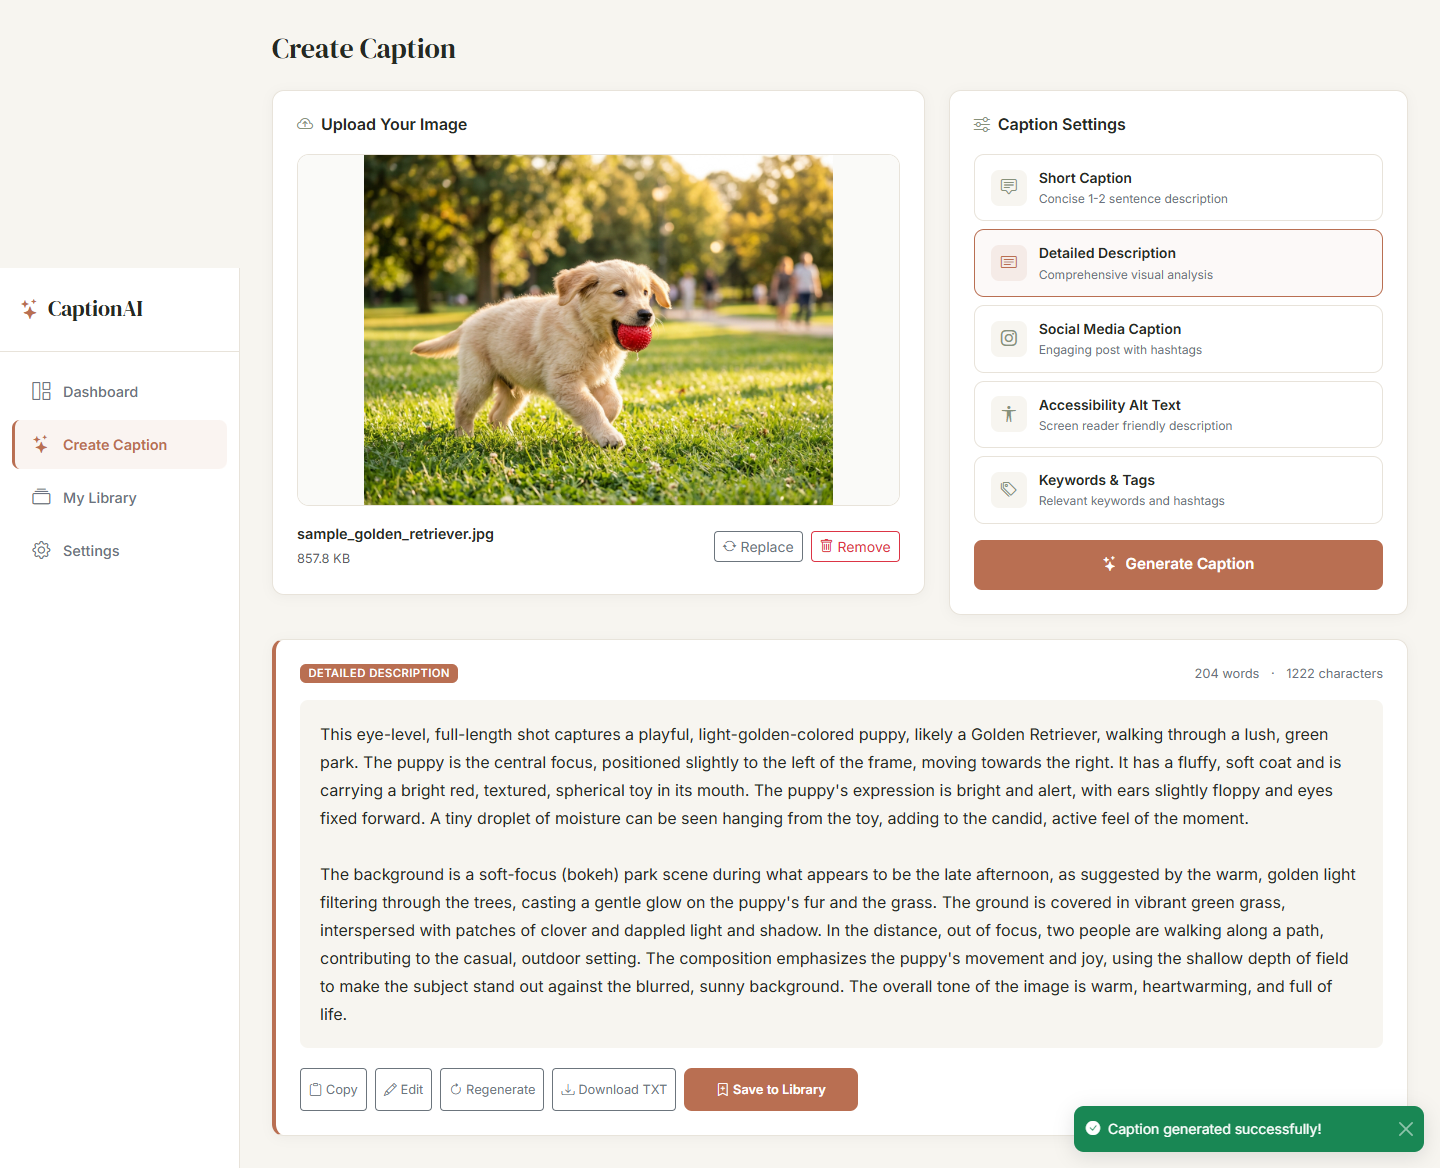 Create Caption
Upload Your Image
sample_golden_retriever.jpg
857.8 KB
Replace
Remove
Caption Settings
Short Caption
Concise 1-2 sentence description
Detailed Description
Comprehensive visual analysis
Social Media Caption
Engaging post with hashtags
Accessibility Alt Text
Screen reader friendly description
Keywords & Tags
Relevant keywords and hashtags
Generate Caption
CaptionAI
Dashboard
Create Caption
My Library
Settings
DETAILED DESCRIPTION
204 words · 1222 characters
This eye-level, full-length shot captures a playful, light-golden-colored puppy, likely a Golden Retriever, walking through a lush, green
park. The puppy is the central focus, positioned slightly to the left of the frame, moving towards the right. It has a fluffy, soft coat and is
carrying a bright red, textured, spherical toy in its mouth. The puppy's expression is bright and alert, with ears slightly floppy and eyes
fixed forward. A tiny droplet of moisture can be seen hanging from the toy, adding to the candid, active feel of the moment.
The background is a soft-focus (bokeh) park scene during what appears to be the late afternoon, as suggested by the warm, golden light
filtering through the trees, casting a gentle glow on the puppy's fur and the grass. The ground is covered in vibrant green grass,
interspersed with patches of clover and dappled light and shadow. In the distance, out of focus, two people are walking along a path,
contributing to the casual, outdoor setting. The composition emphasizes the puppy's movement and joy, using the shallow depth of field
to make the subject stand out against the blurred, sunny background. The overall tone of the image is warm, heartwarming, and full of
life.
Copy
Edit
Regenerate
Download TXT
Save to Library
Caption generated successfully!